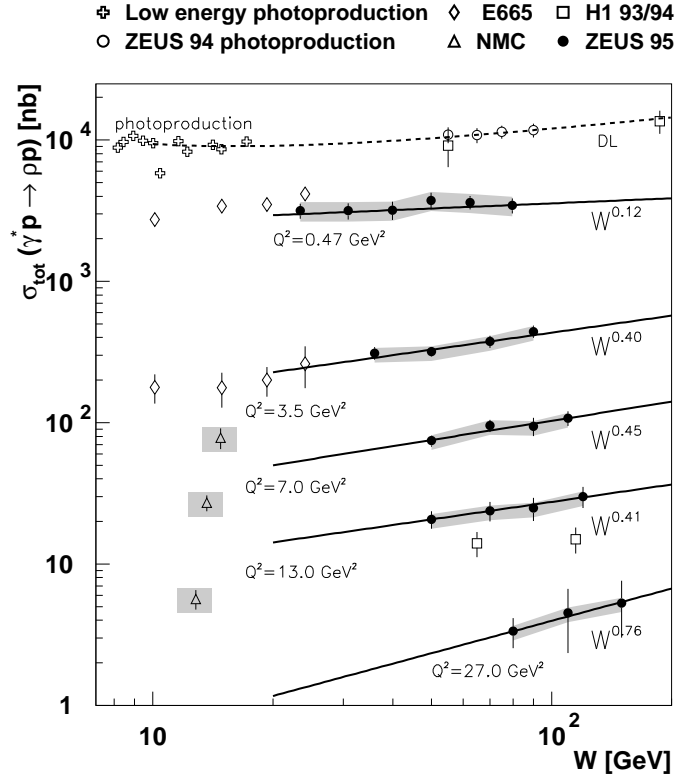 Low energy photoproduction E665 H1 93/94
ZEUS 94 photoproduction NMC ZEUS 95
σtot (γ* p → ρp) [nb]
10⁴
10³
10²
10
1
photoproduction
DL
Q²=0.47 GeV²
W^0.12
W^0.40
Q²=3.5 GeV²
W^0.45
Q²=7.0 GeV²
W^0.41
Q²=13.0 GeV²
W^0.76
Q²=27.0 GeV²
10 10²
W [GeV]